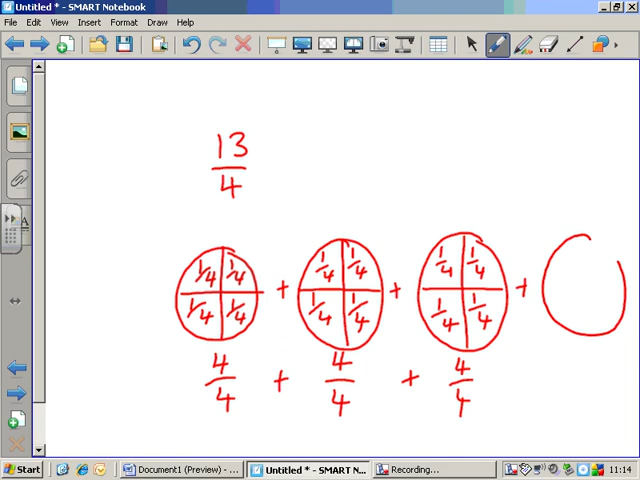 Untitled * - SMART Notebook
File Edit View Insert Format Draw Help
13
4
1/4 1/4 + 1/4 1/4 + 1/4 1/4 +
1/4 1/4 1/4 1/4 1/4 1/4
4/4 + 4/4 + 4/4
Start Document1 (Preview) - ... Untitled * - SMART N... Recording... 11:14